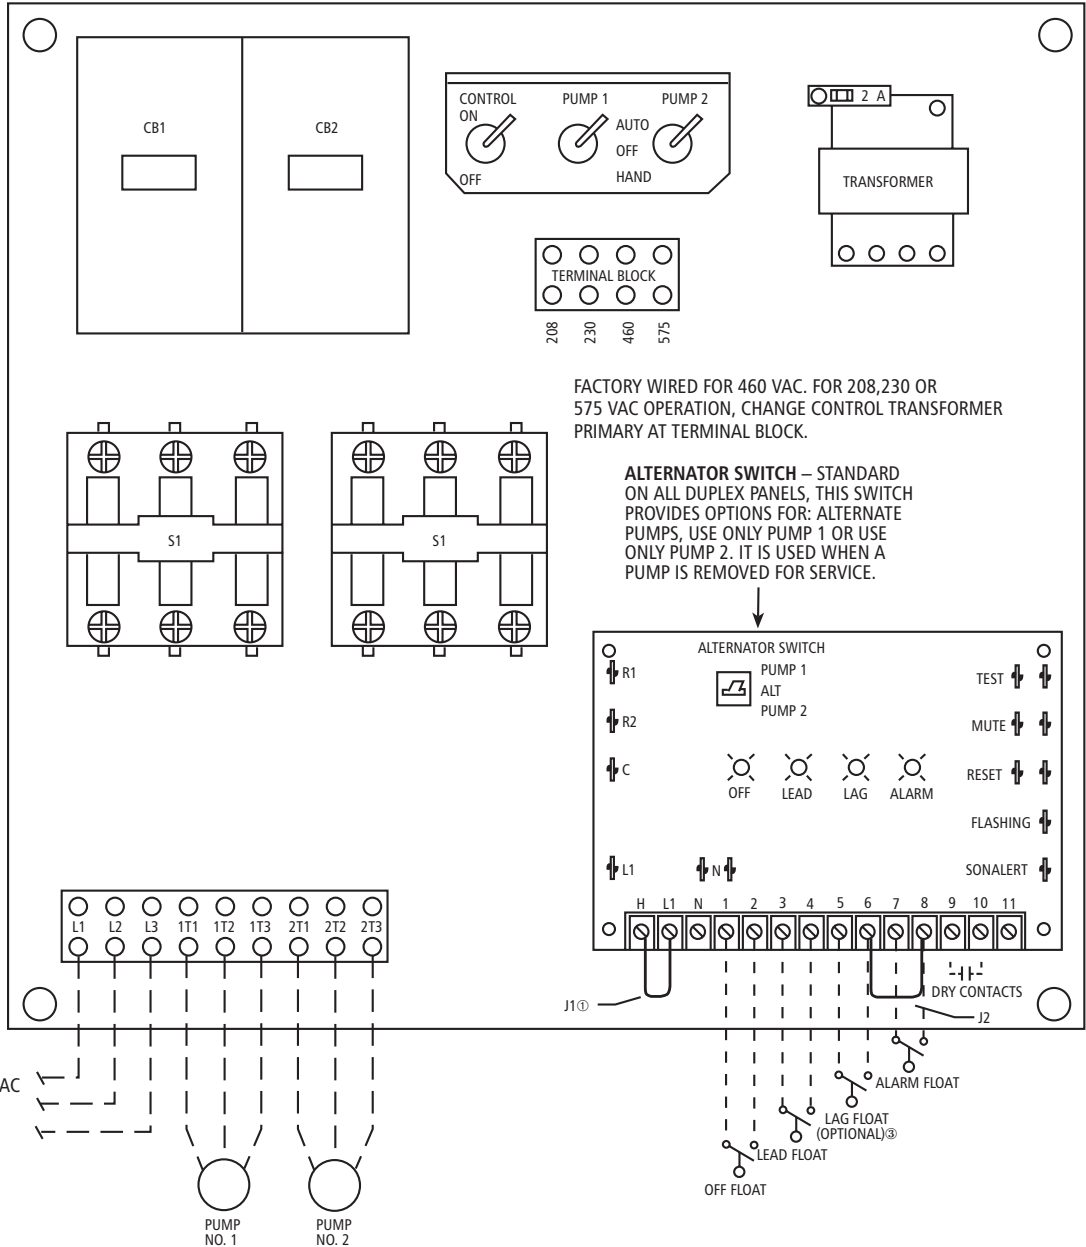 CB1
CB2
CONTROL
ON
OFF
PUMP 1
PUMP 2
AUTO
OFF
HAND
2 A
TRANSFORMER
TERMINAL BLOCK
208
230
460
575
FACTORY WIRED FOR 460 VAC. FOR 208,230 OR
575 VAC OPERATION, CHANGE CONTROL TRANSFORMER
PRIMARY AT TERMINAL BLOCK.
ALTERNATOR SWITCH – STANDARD
ON ALL DUPLEX PANELS, THIS SWITCH
PROVIDES OPTIONS FOR: ALTERNATE
PUMPS, USE ONLY PUMP 1 OR USE
ONLY PUMP 2. IT IS USED WHEN A
PUMP IS REMOVED FOR SERVICE.
S1
S1
ALTERNATOR SWITCH
PUMP 1
ALT
PUMP 2
R1
R2
C
L1
N
TEST
MUTE
RESET
FLASHING
SONALERT
OFF
LEAD
LAG
ALARM
H L1 N 1 2 3 4 5 6 7 8 9 10 11
L1 L2 L3 1T1 1T2 1T3 2T1 2T2 2T3
DRY CONTACTS
J1①
J2
AC
ALARM FLOAT
LAG FLOAT
(OPTIONAL)③
LEAD FLOAT
OFF FLOAT
PUMP
NO. 1
PUMP
NO. 2